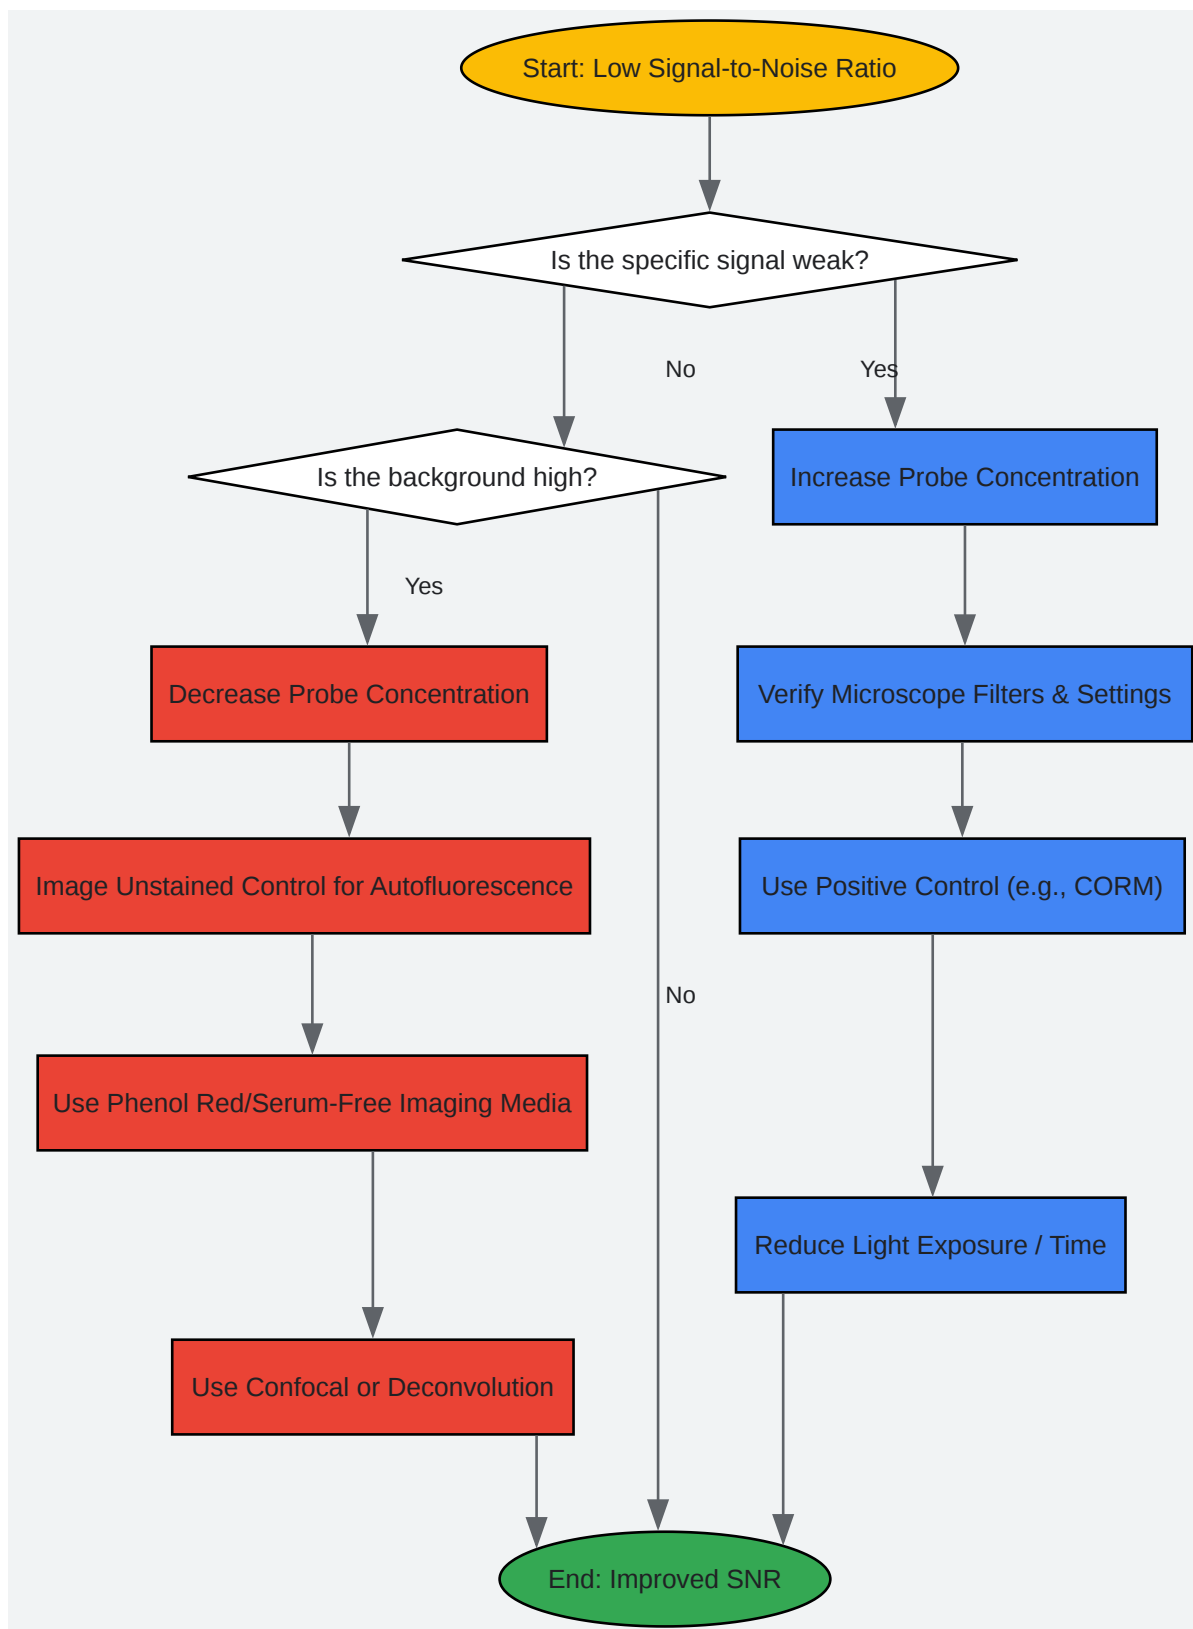 Start: Low Signal-to-Noise Ratio
Is the specific signal weak?
No
Yes
Is the background high?
Increase Probe Concentration
Yes
Decrease Probe Concentration
Verify Microscope Filters & Settings
Image Unstained Control for Autofluorescence
Use Positive Control (e.g., CORM)
No
Use Phenol Red/Serum-Free Imaging Media
Reduce Light Exposure / Time
Use Confocal or Deconvolution
End: Improved SNR